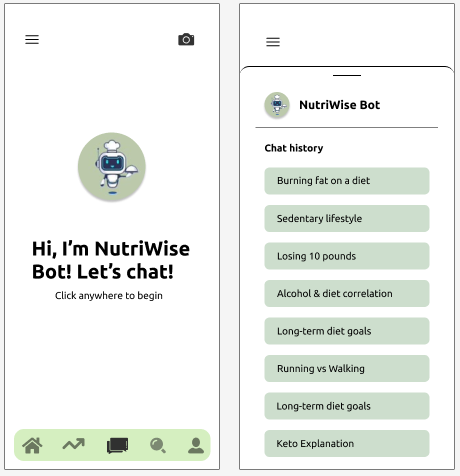 Hi, I’m NutriWise
Bot! Let’s chat!
Click anywhere to begin
NutriWise Bot
Chat history
Burning fat on a diet
Sedentary lifestyle
Losing 10 pounds
Alcohol & diet correlation
Long-term diet goals
Running vs Walking
Long-term diet goals
Keto Explanation